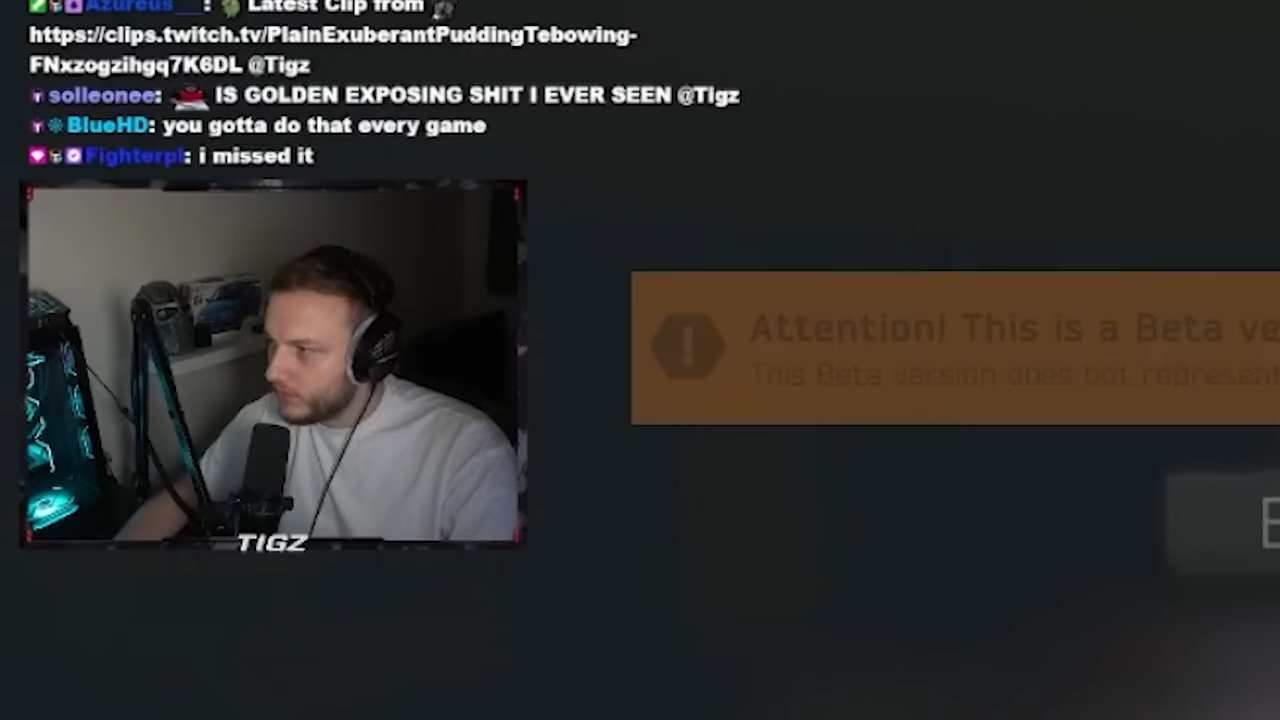 Azureus__: Latest Clip from
https://clips.twitch.tv/PlainExuberantPuddingTebowing-
FNxzogzihgq7K6DL @Tigz
solleonee: IS GOLDEN EXPOSING SHIT I EVER SEEN @Tigz
BlueHD: you gotta do that every game
Fighterpl: i missed it
Attention! This is a Beta ve
This Beta version does not represent
TIGZ